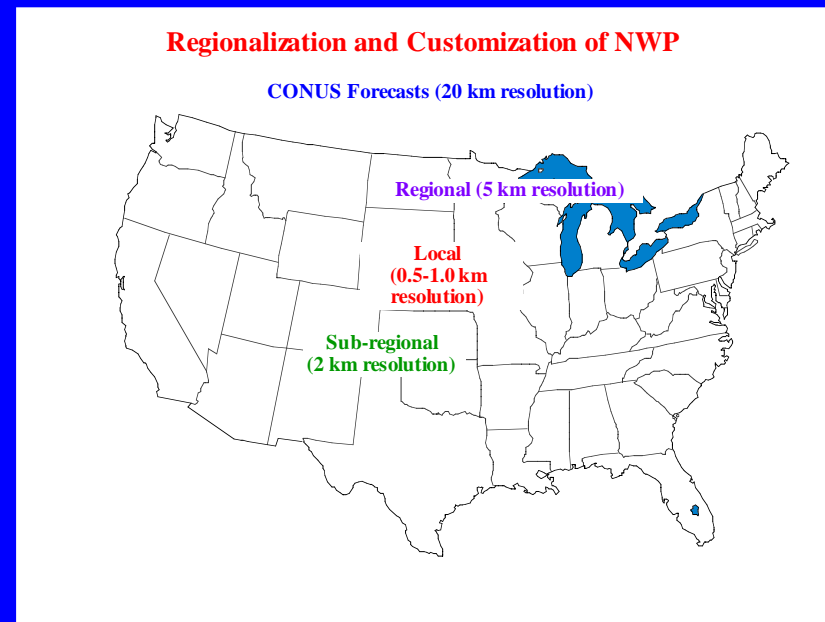 Regionalization and Customization of NWP
CONUS Forecasts (20 km resolution)
Regional (5 km resolution)
Local
(0.5-1.0 km
resolution)
Sub-regional
(2 km resolution)